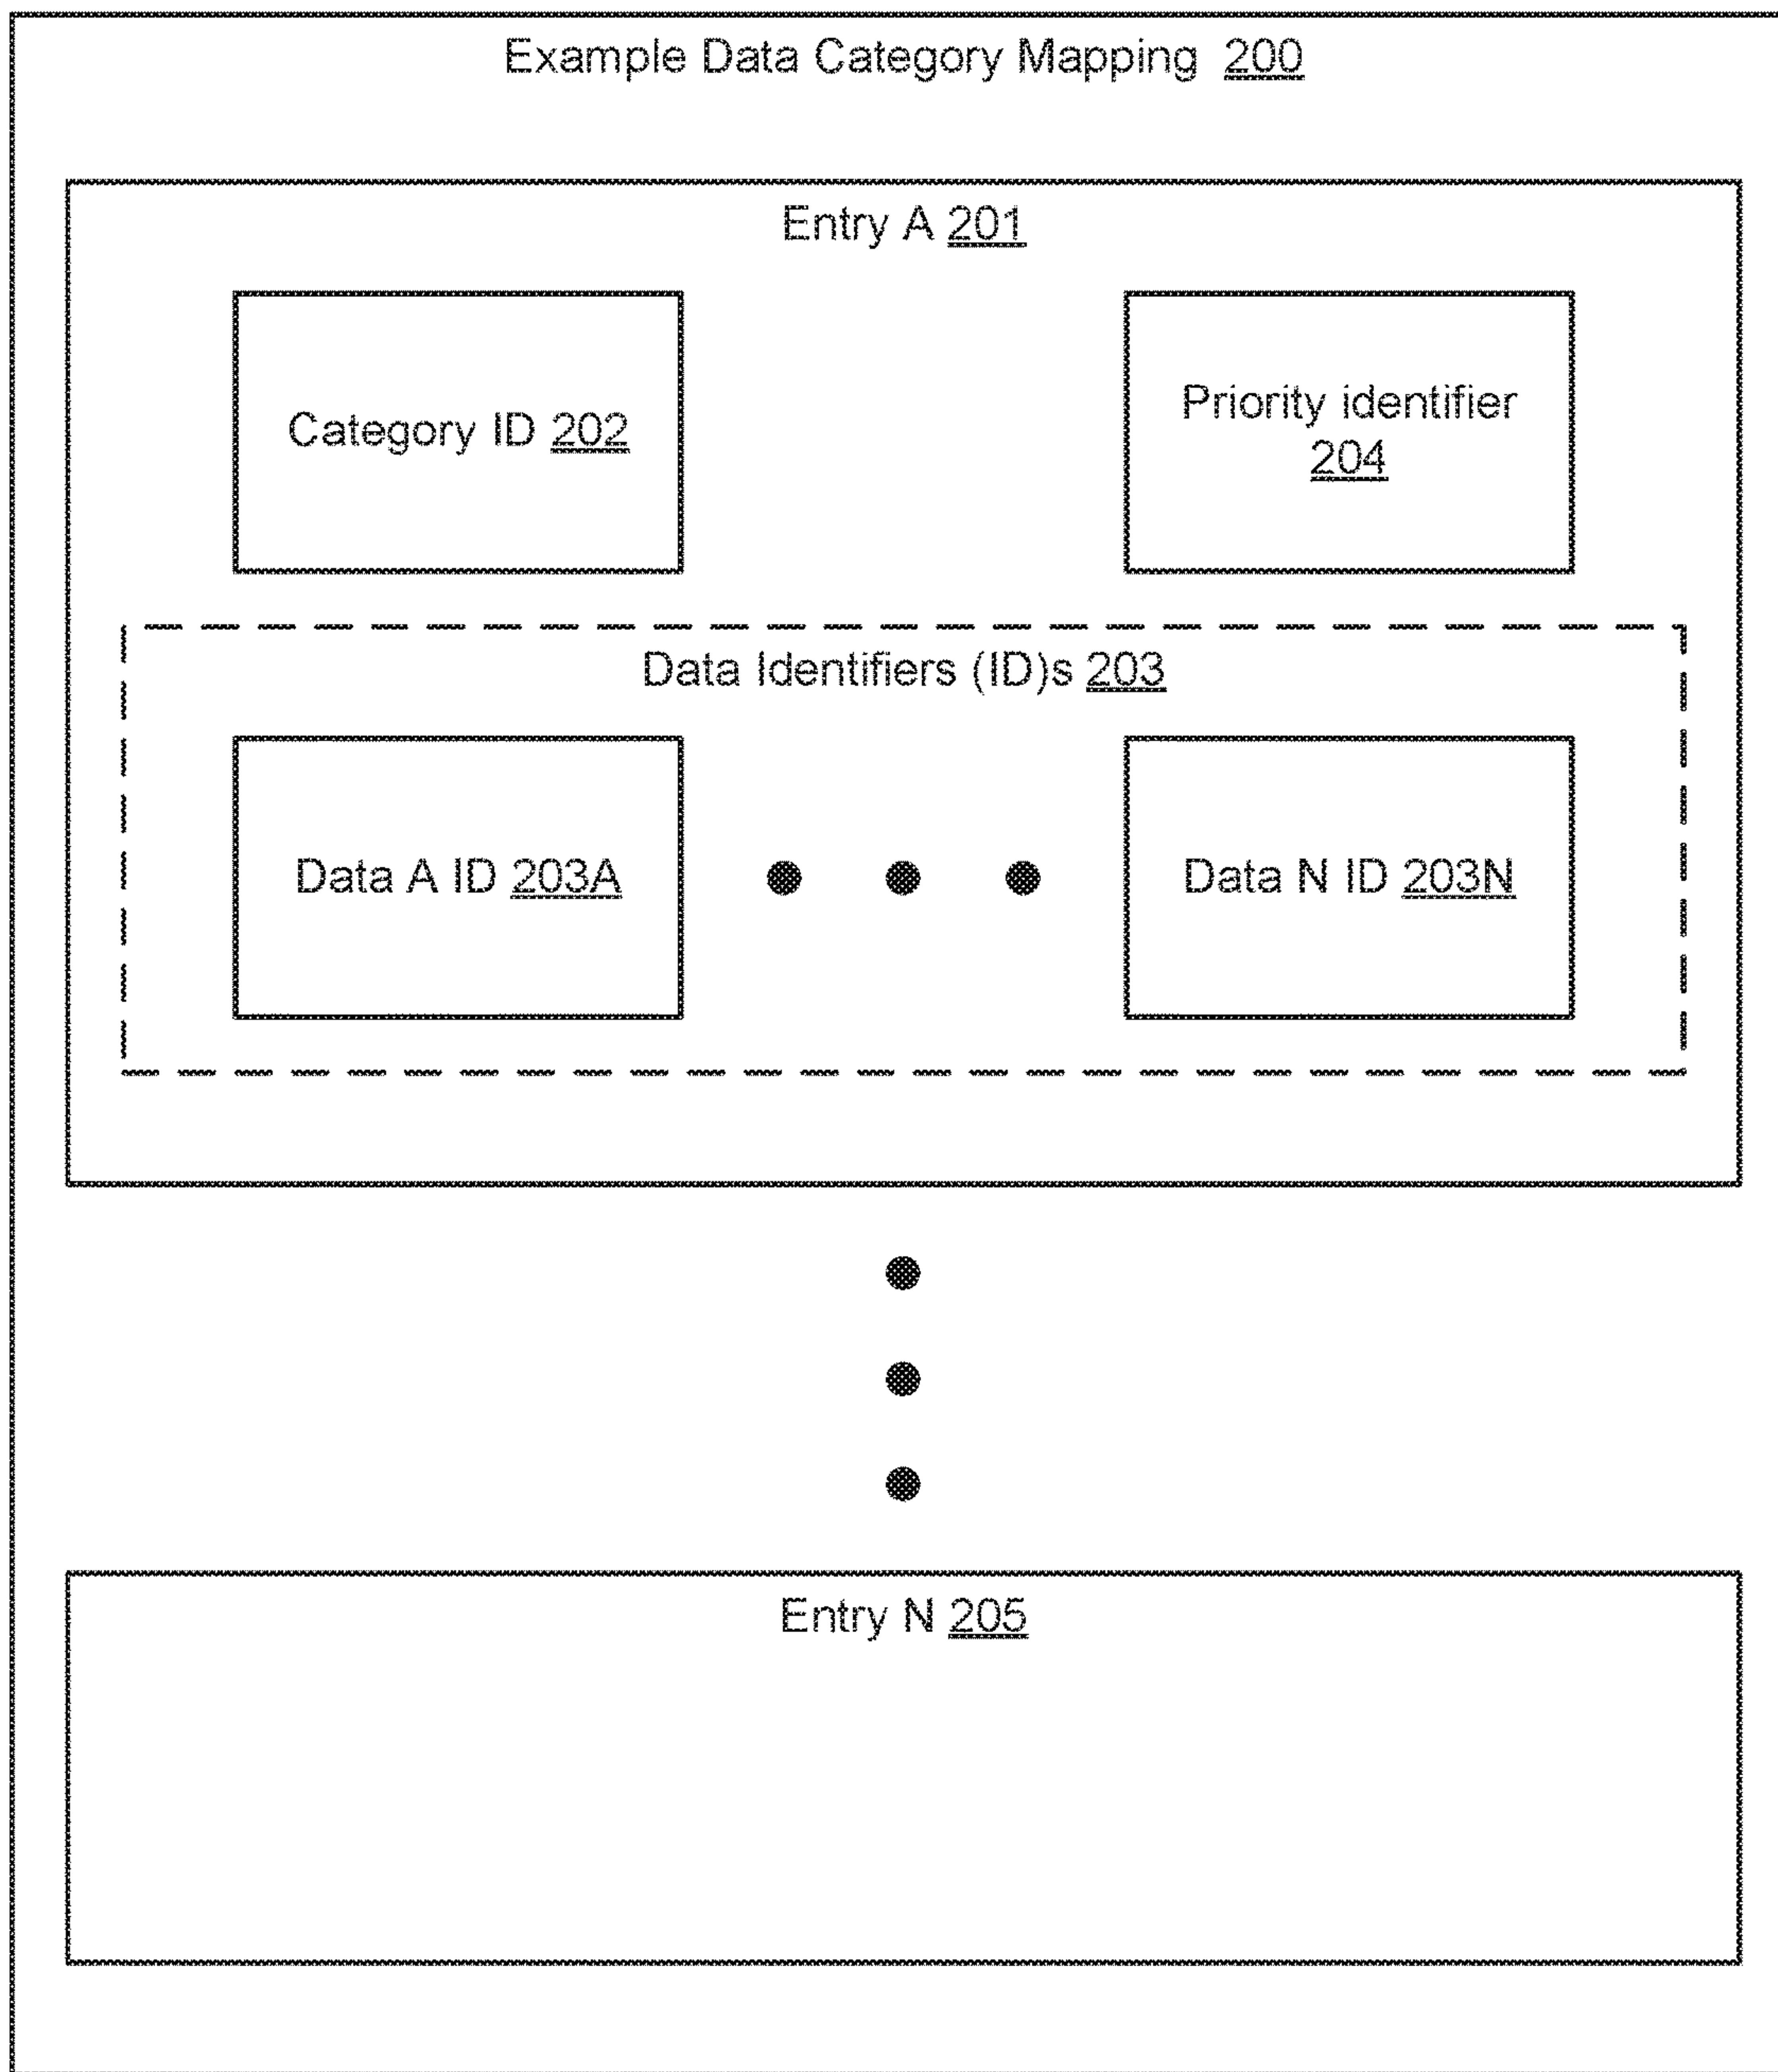 Example Data Category Mapping 200
Entry A 201
Category ID 202
Priority identifier
204
Data Identifiers (ID)s 203
Data A ID 203A
Data N ID 203N
Entry N 205